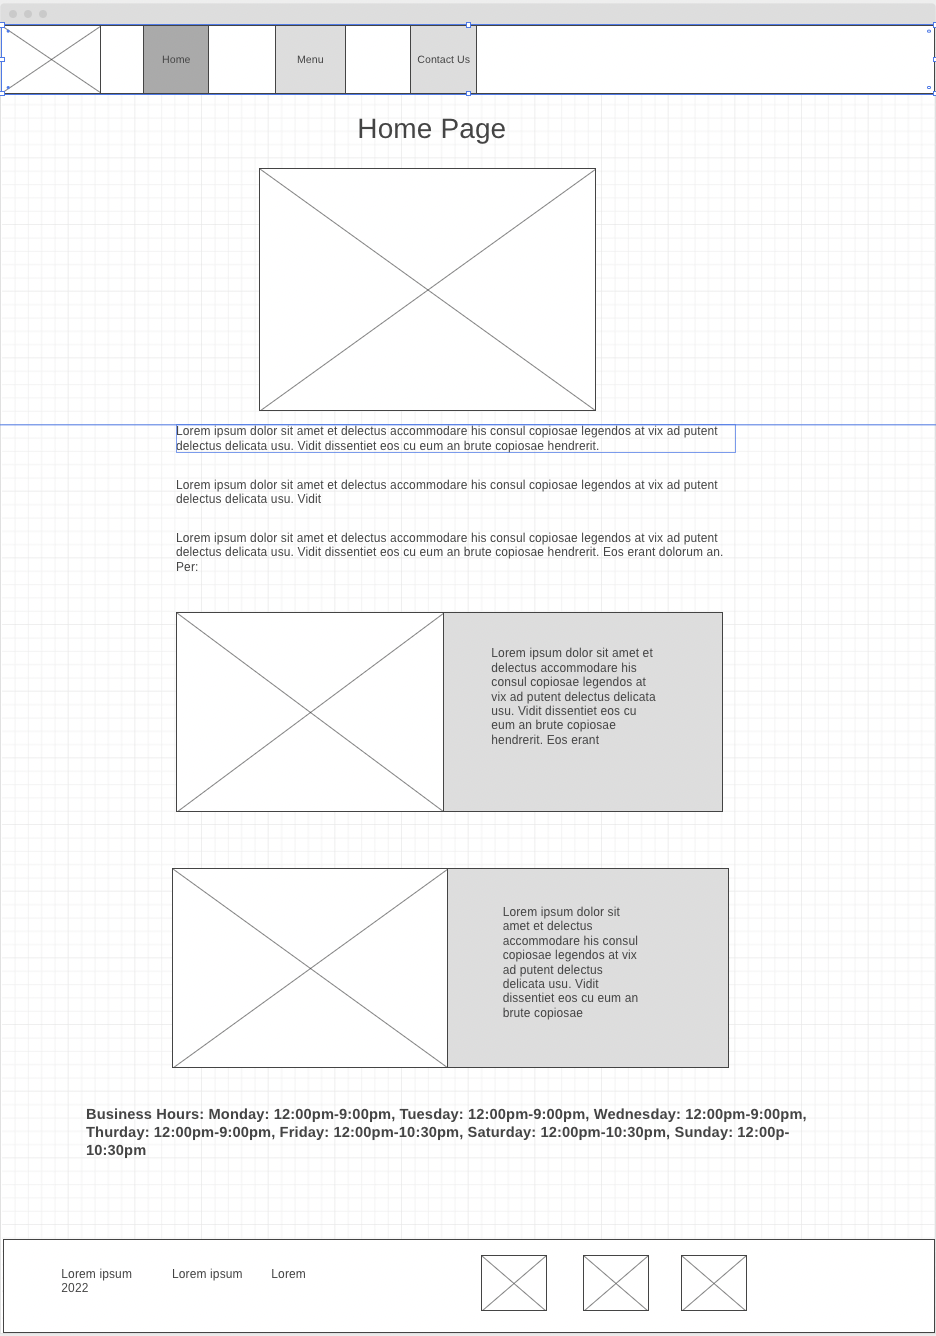 Home
Menu
Contact Us
Home Page
Lorem ipsum dolor sit amet et delectus accommodare his consul copiosae legendos at vix ad putent
delectus delicata usu. Vidit dissentiet eos cu eum an brute copiosae hendrerit.
Lorem ipsum dolor sit amet et delectus accommodare his consul copiosae legendos at vix ad putent
delectus delicata usu. Vidit
Lorem ipsum dolor sit amet et delectus accommodare his consul copiosae legendos at vix ad putent
delectus delicata usu. Vidit dissentiet eos cu eum an brute copiosae hendrerit. Eos erant dolorum an.
Per:
Lorem ipsum dolor sit amet et
delectus accommodare his
consul copiosae legendos at
vix ad putent delectus delicata
usu. Vidit dissentiet eos cu
eum an brute copiosae
hendrerit. Eos erant
Lorem ipsum dolor sit
amet et delectus
accommodare his consul
copiosae legendos at vix
ad putent delectus
delicata usu. Vidit
dissentiet eos cu eum an
brute copiosae
Business Hours: Monday: 12:00pm-9:00pm, Tuesday: 12:00pm-9:00pm, Wednesday: 12:00pm-9:00pm,
Thurday: 12:00pm-9:00pm, Friday: 12:00pm-10:30pm, Saturday: 12:00pm-10:30pm, Sunday: 12:00p-
10:30pm
Lorem ipsum
2022
Lorem ipsum
Lorem